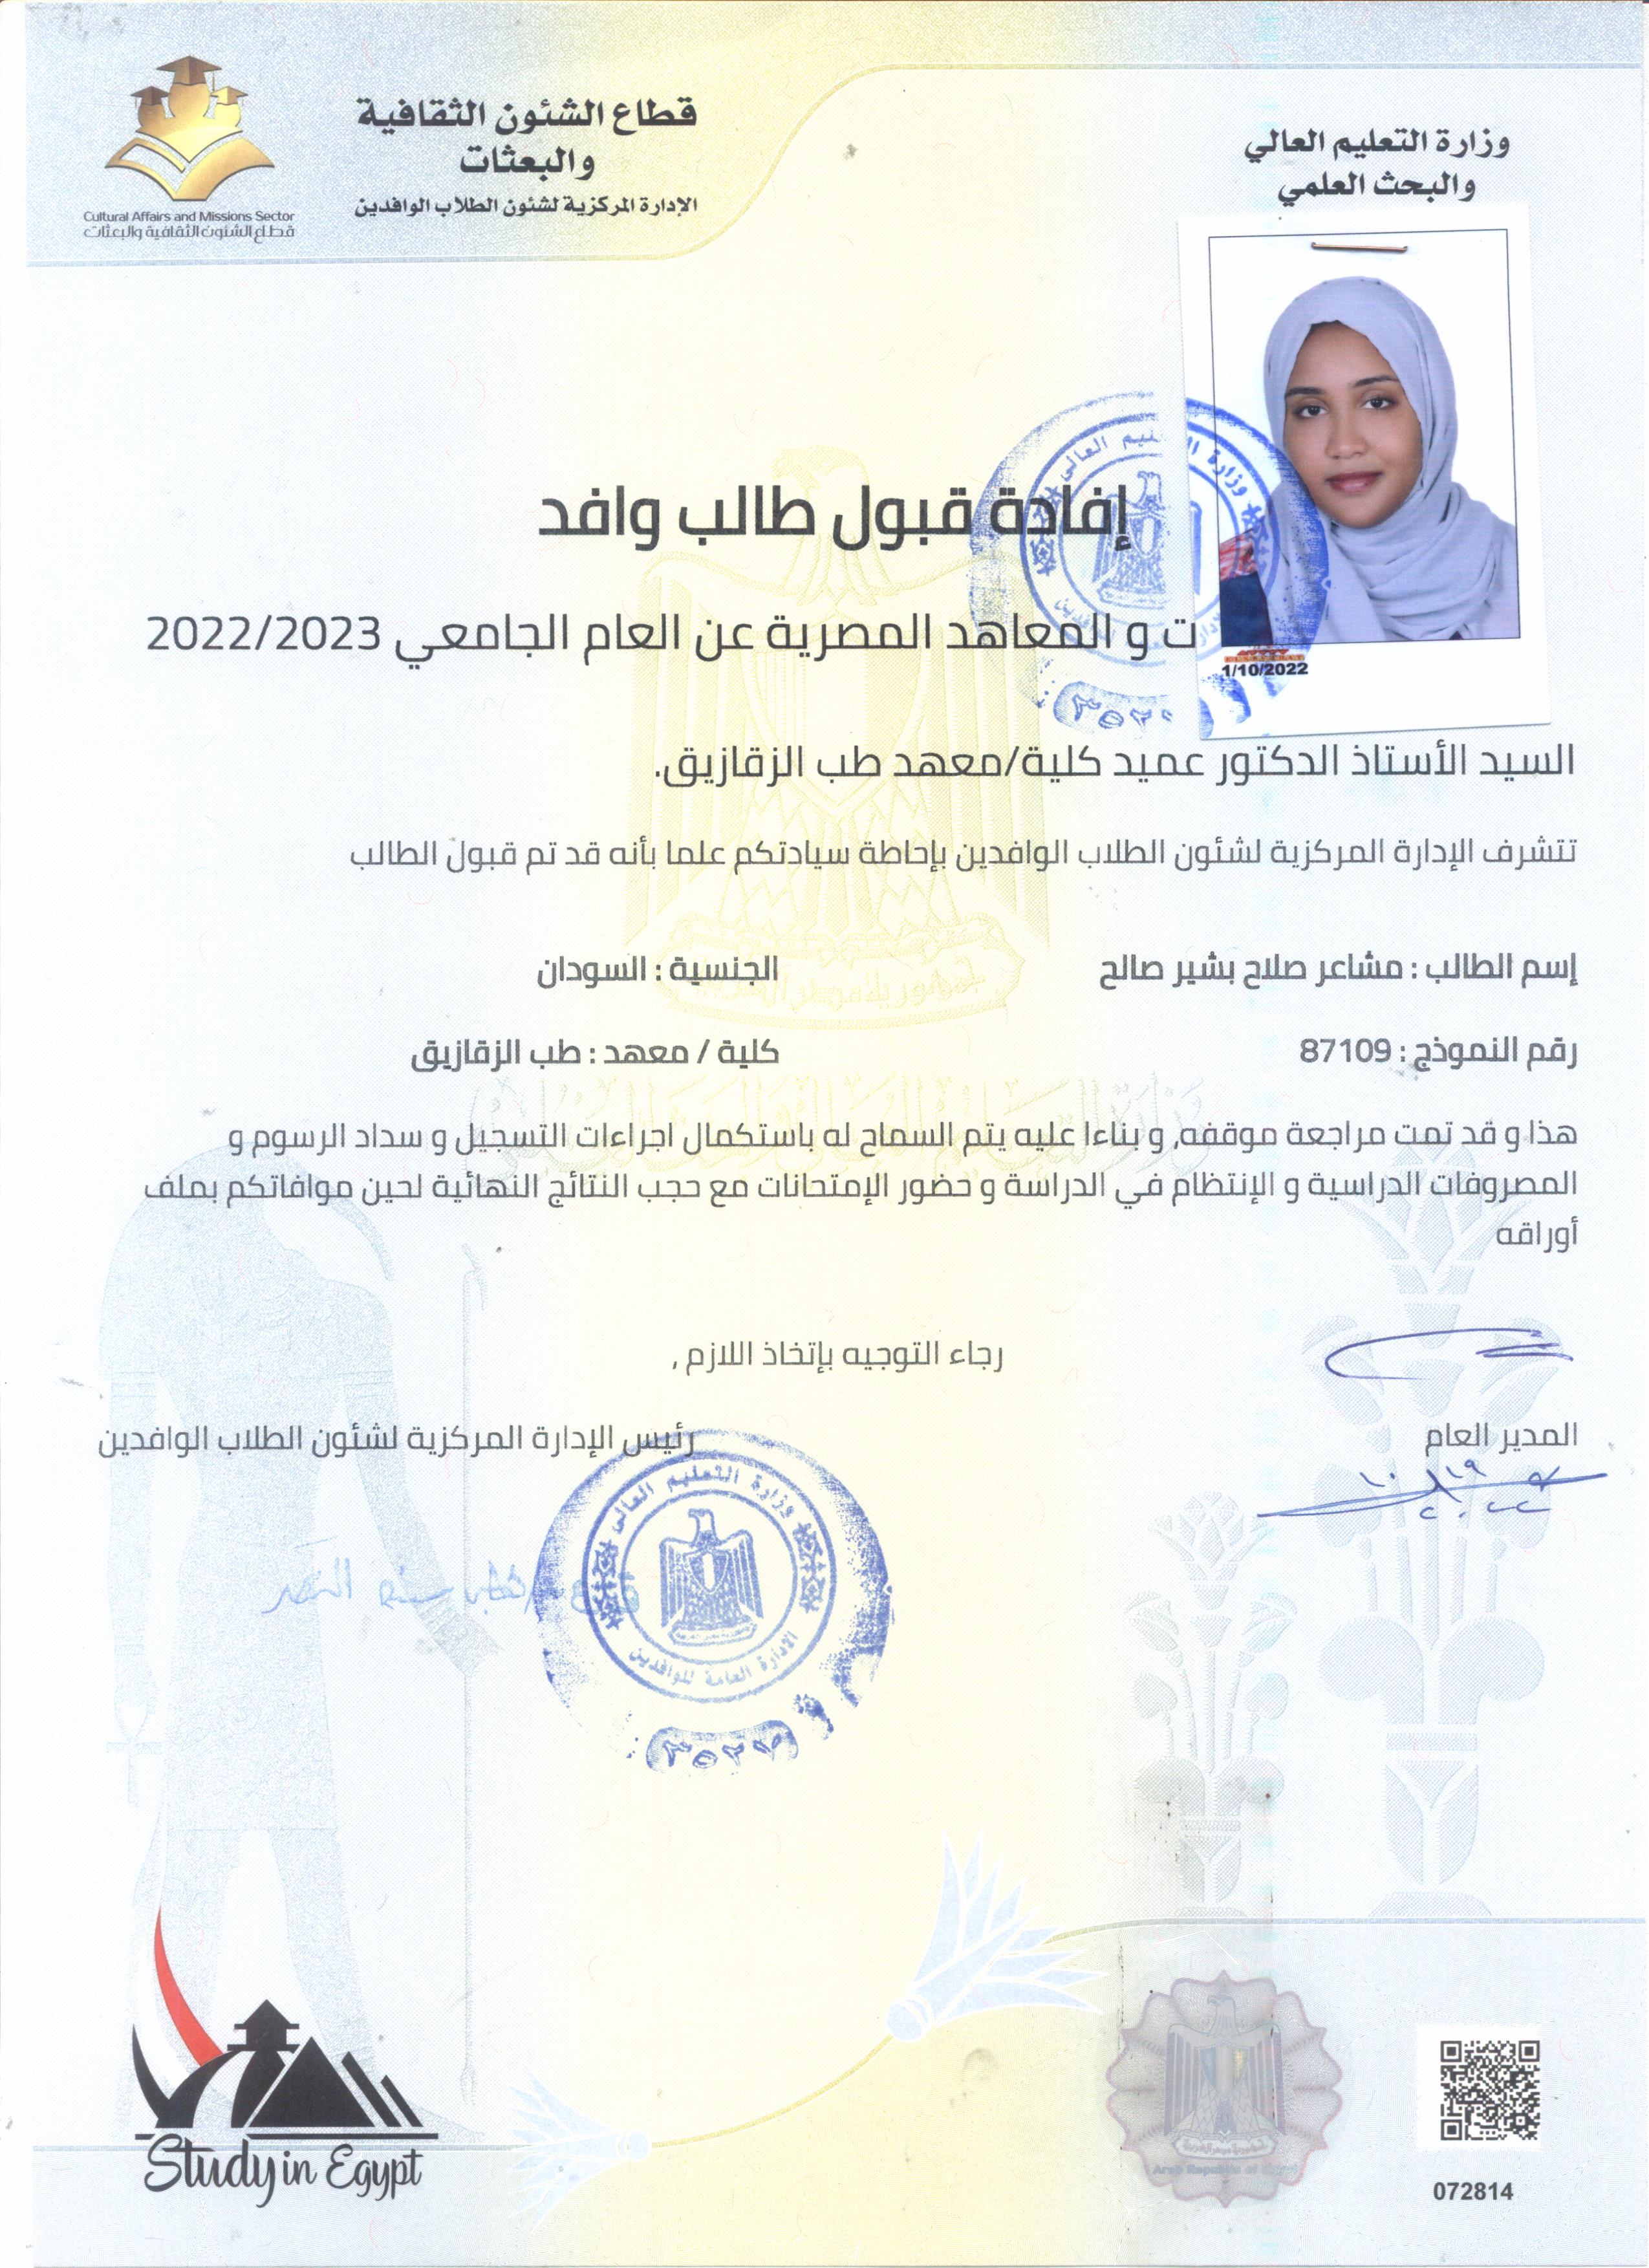 وزارة التعليم العالي
والبحث العلمي
قطاع الشئون الثقافية
والبعثات
الإدارة المركزية لشئون الطلاب الوافدين
Cultural Affairs and Missions Sector
قطاع الشئون الثقافية والبعثات
1/10/2022
إفادة قبول طالب وافد
ت و المعاهد المصرية عن العام الجامعي 2022/2023
السيد الأستاذ الدكتور عميد كلية/معهد طب الزقازيق.
تتشرف الإدارة المركزية لشئون الطلاب الوافدين بإحاطة سيادتكم علما بأنه قد تم قبول الطالب
إسم الطالب : مشاعر صلاح بشير صالح الجنسية : السودان
رقم النموذج : 87109 كلية / معهد : طب الزقازيق
هذا و قد تمت مراجعة موقفه, و بناءا عليه يتم السماح له باستكمال اجراءات التسجيل و سداد الرسوم و
المصروفات الدراسية و الإنتظام في الدراسة و حضور الإمتحانات مع حجب النتائج النهائية لحين موافاتكم بملف
أوراقه
رجاء التوجيه بإتخاذ اللازم ,
المدير العام رئيس الإدارة المركزية لشئون الطلاب الوافدين
وزارة التعليم العالى
الادارة العامة للوافدين
٣٥٢٧
Study in Egypt
Arab Republic of Egypt
072814